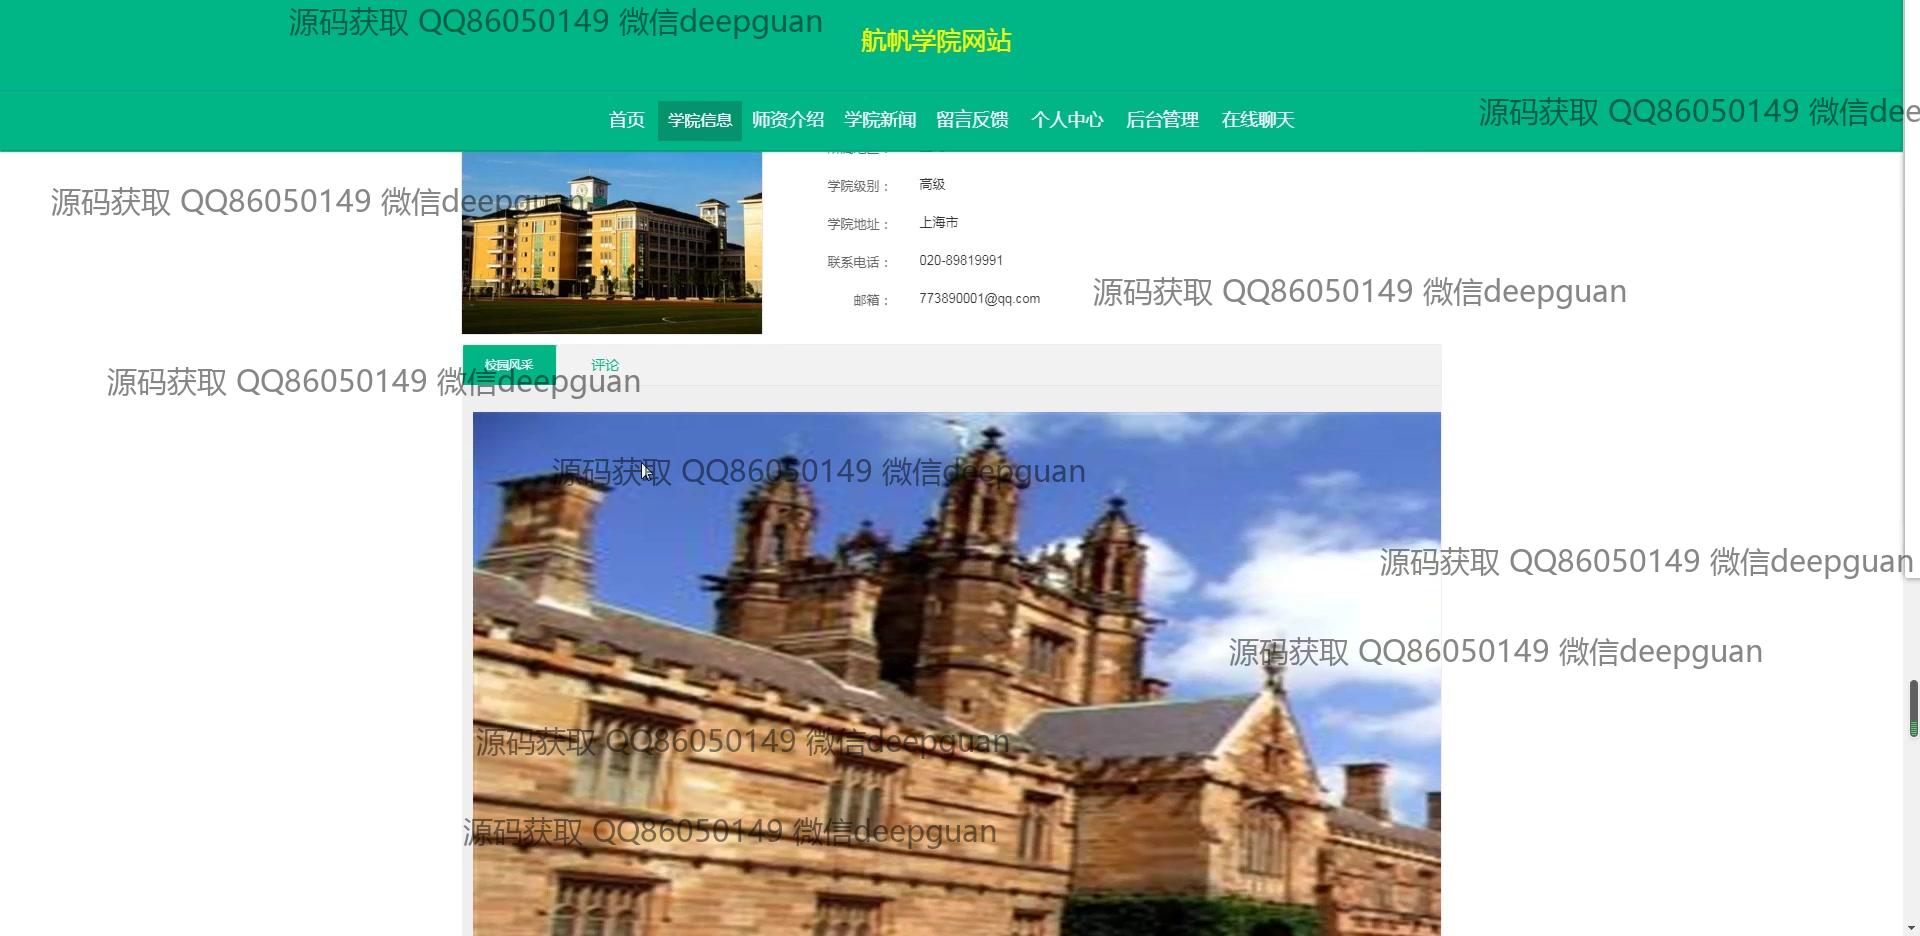 源码获取 QQ86050149 微信deepguan
航帆学院网站
首页 学院信息 师资介绍 学院新闻 留言反馈 个人中心 后台管理 在线聊天
源码获取 QQ86050149 微信dee
学院级别： 高级
源码获取 QQ86050149 微信deepguan
学院地址： 上海市
联系电话： 020-89819991
源码获取 QQ86050149 微信deepguan
邮箱： 773890001@qq.com
校园风采 评论
源码获取 QQ86050149 微信deepguan
源码获取 QQ86050149 微信deepguan
源码获取 QQ86050149 微信deepguan
源码获取 QQ86050149 微信deepguan
源码获取 QQ86050149 微信deepguan
源码获取 QQ86050149 微信deepguan